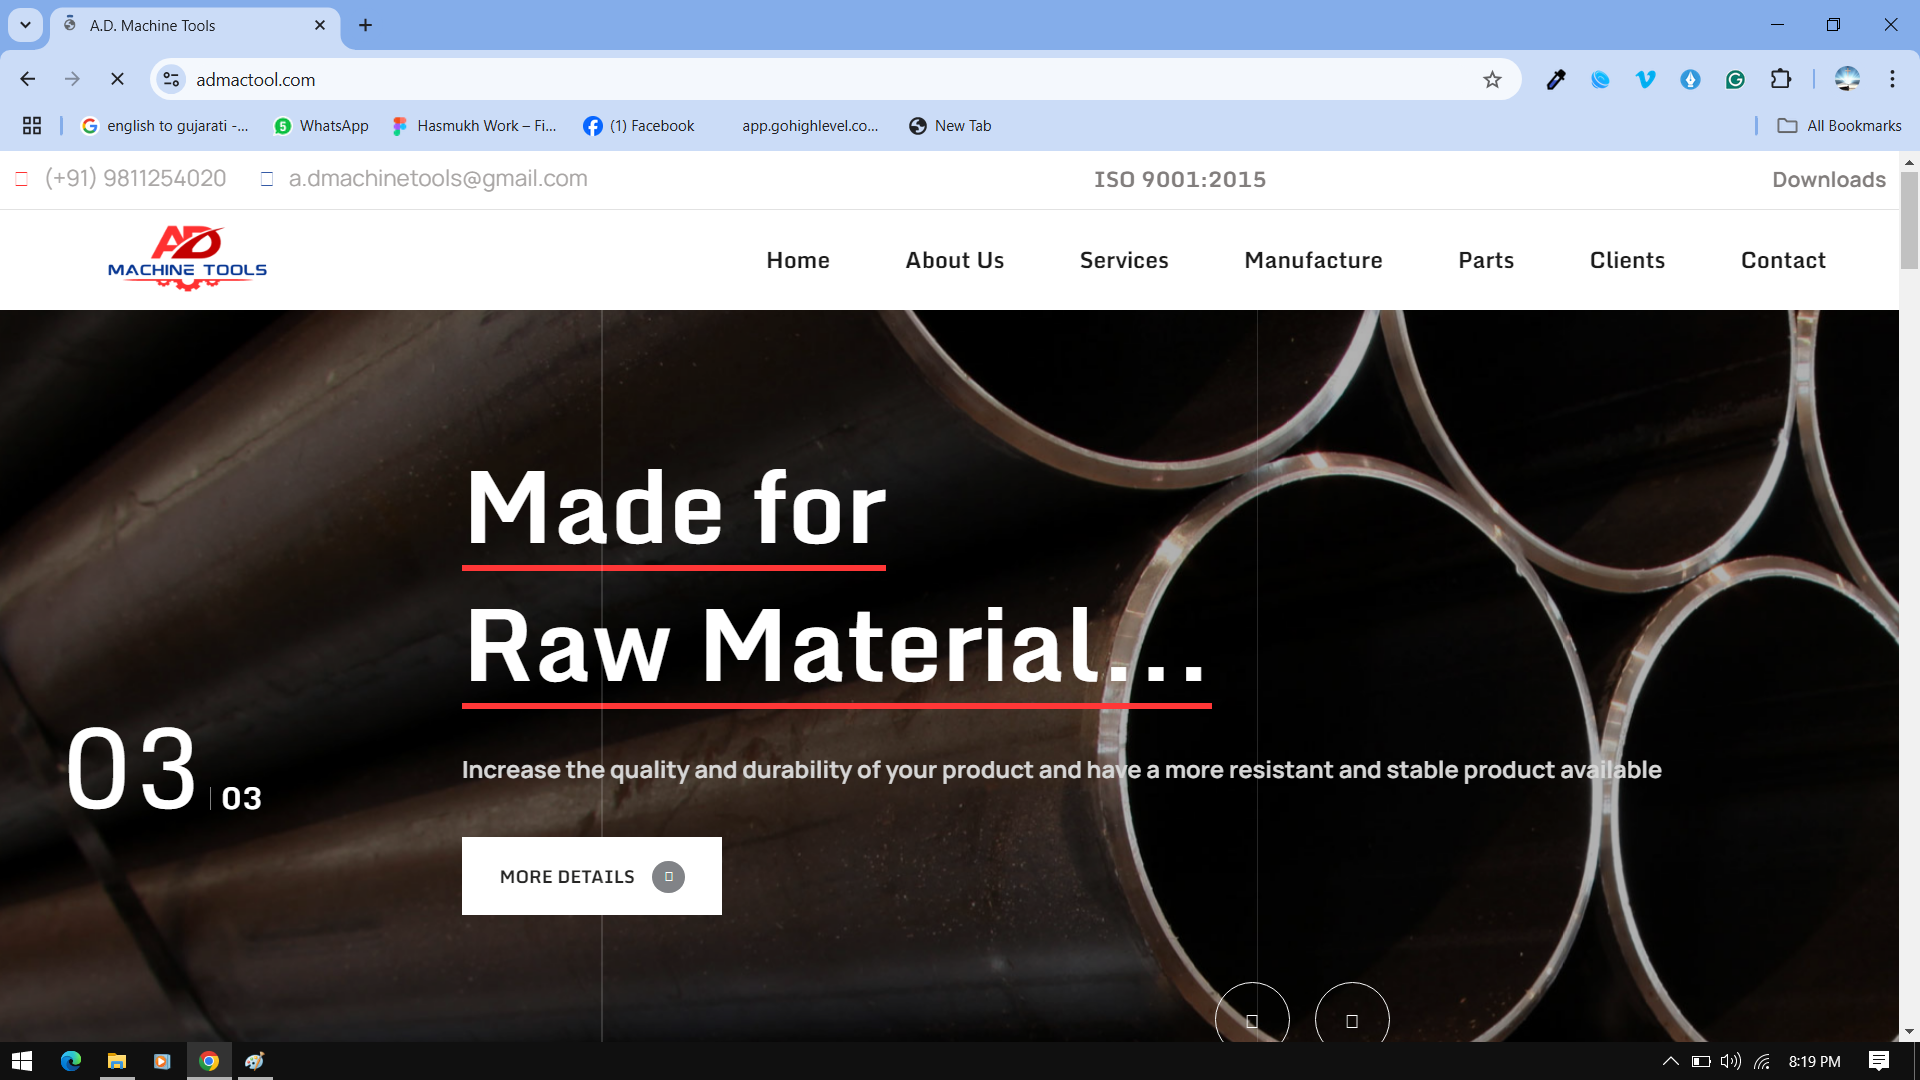 A.D. Machine Tools
admactool.com
english to gujarati -...
5
WhatsApp
Hasmukh Work – Fi...
(1) Facebook
app.gohighlevel.co...
New Tab
All Bookmarks
(+91) 9811254020
a.dmachinetools@gmail.com
ISO 9001:2015
Downloads
AD
MACHINE TOOLS
Home
About Us
Services
Manufacture
Parts
Clients
Contact
Made for
Raw Material...
03
03
Increase the quality and durability of your product and have a more resistant and stable product available
MORE DETAILS
8:19 PM